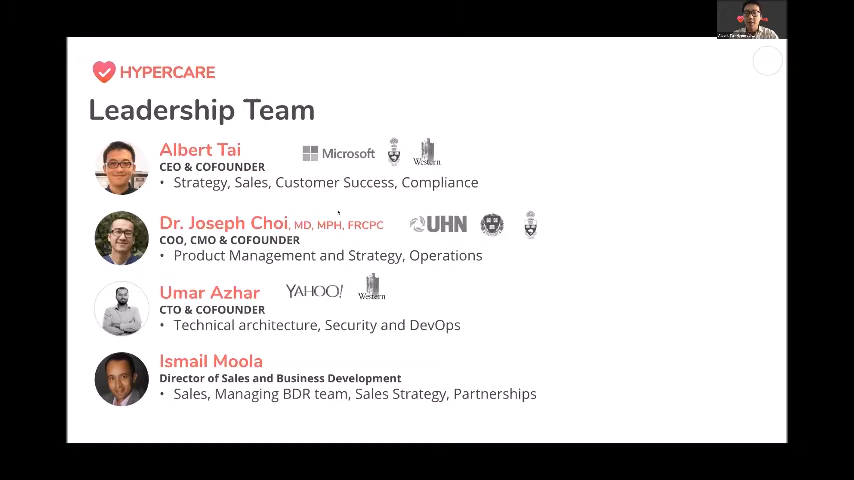 HYPERCARE
Leadership Team
Albert Tai
Microsoft
Western
CEO & COFOUNDER
• Strategy, Sales, Customer Success, Compliance
Dr. Joseph Choi, MD, MPH, FRCPC
UHN
COO, CMO & COFOUNDER
• Product Management and Strategy, Operations
Umar Azhar
YAHOO!
Western
CTO & COFOUNDER
• Technical architecture, Security and DevOps
Ismail Moola
Director of Sales and Business Development
• Sales, Managing BDR team, Sales Strategy, Partnerships